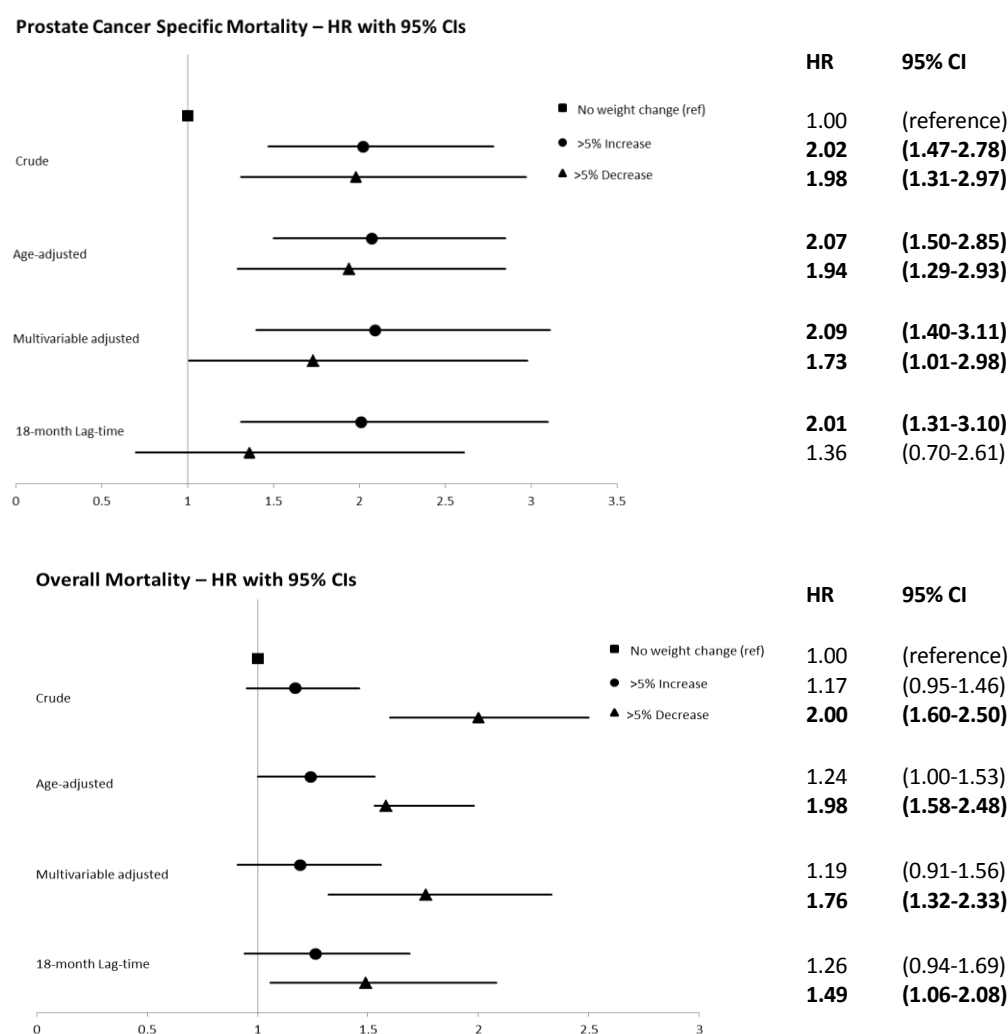 Prostate Cancer Specific Mortality – HR with 95% CIs
HR 95% CI
No weight change (ref) 1.00 (reference)
Crude
>5% Increase 2.02 (1.47-2.78)
>5% Decrease 1.98 (1.31-2.97)
Age-adjusted
2.07 (1.50-2.85)
1.94 (1.29-2.93)
Multivariable adjusted
2.09 (1.40-3.11)
1.73 (1.01-2.98)
18-month Lag-time
2.01 (1.31-3.10)
1.36 (0.70-2.61)
0 0.5 1 1.5 2 2.5 3 3.5
Overall Mortality – HR with 95% CIs
HR 95% CI
No weight change (ref) 1.00 (reference)
Crude
>5% Increase 1.17 (0.95-1.46)
>5% Decrease 2.00 (1.60-2.50)
Age-adjusted
1.24 (1.00-1.53)
1.98 (1.58-2.48)
Multivariable adjusted
1.19 (0.91-1.56)
1.76 (1.32-2.33)
18-month Lag-time
1.26 (0.94-1.69)
1.49 (1.06-2.08)
0 0.5 1 1.5 2 2.5 3